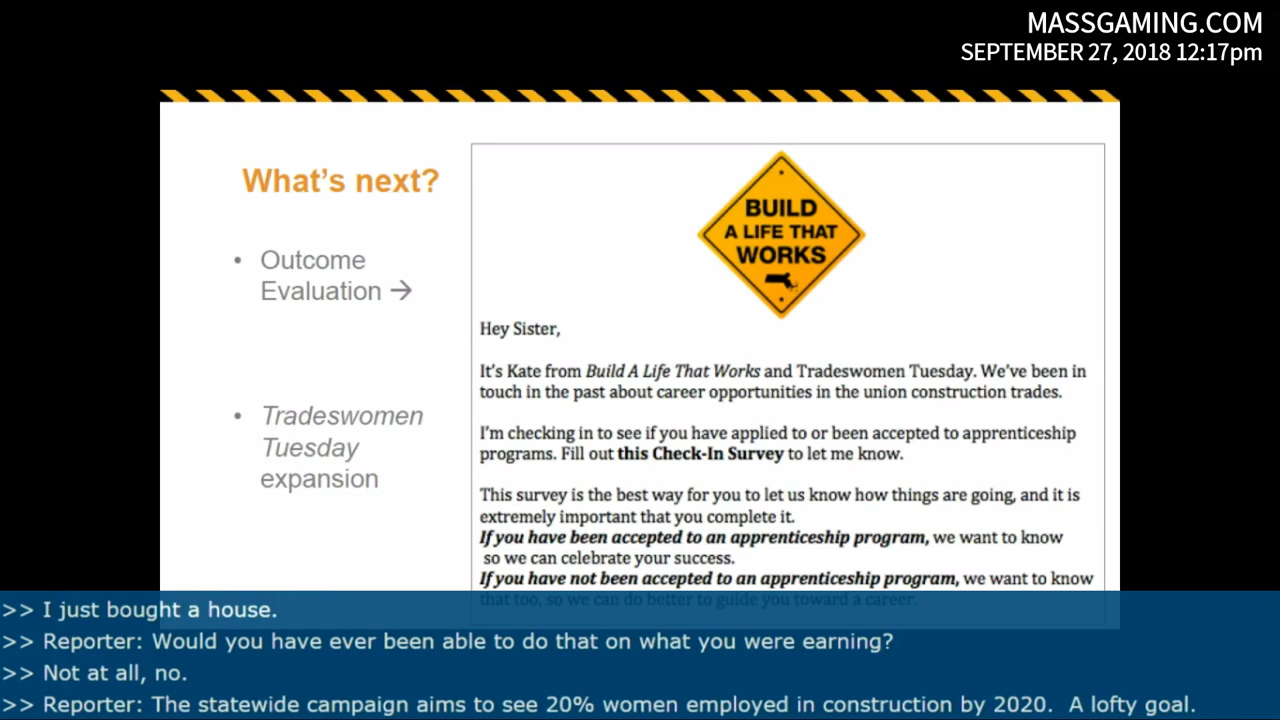 MASSGAMING.COM
SEPTEMBER 27, 2018 12:17pm
What's next?
• Outcome
Evaluation →
• Tradeswomen
Tuesday
expansion
BUILD
A LIFE THAT
WORKS
Hey Sister,
It's Kate from Build A Life That Works and Tradeswomen Tuesday. We've been in
touch in the past about career opportunities in the union construction trades.
I'm checking in to see if you have applied to or been accepted to apprenticeship
programs. Fill out this Check-In Survey to let me know.
This survey is the best way for you to let us know how things are going, and it is
extremely important that you complete it.
If you have been accepted to an apprenticeship program, we want to know
so we can celebrate your success.
If you have not been accepted to an apprenticeship program, we want to know
that too, so we can do better to guide you toward a career.
>> I just bought a house.
>> Reporter: Would you have ever been able to do that on what you were earning?
>> Not at all, no.
>> Reporter: The statewide campaign aims to see 20% women employed in construction by 2020. A lofty goal.